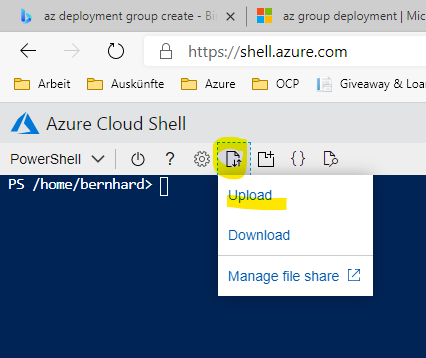 az deployment group create - Bi
az group deployment | Mic
https://shell.azure.com
Arbeit
Auskünfte
Azure
OCP
Giveaway & Loa
Azure Cloud Shell
PowerShell
?
{}
PS /home/bernhard>
Upload
Download
Manage file share